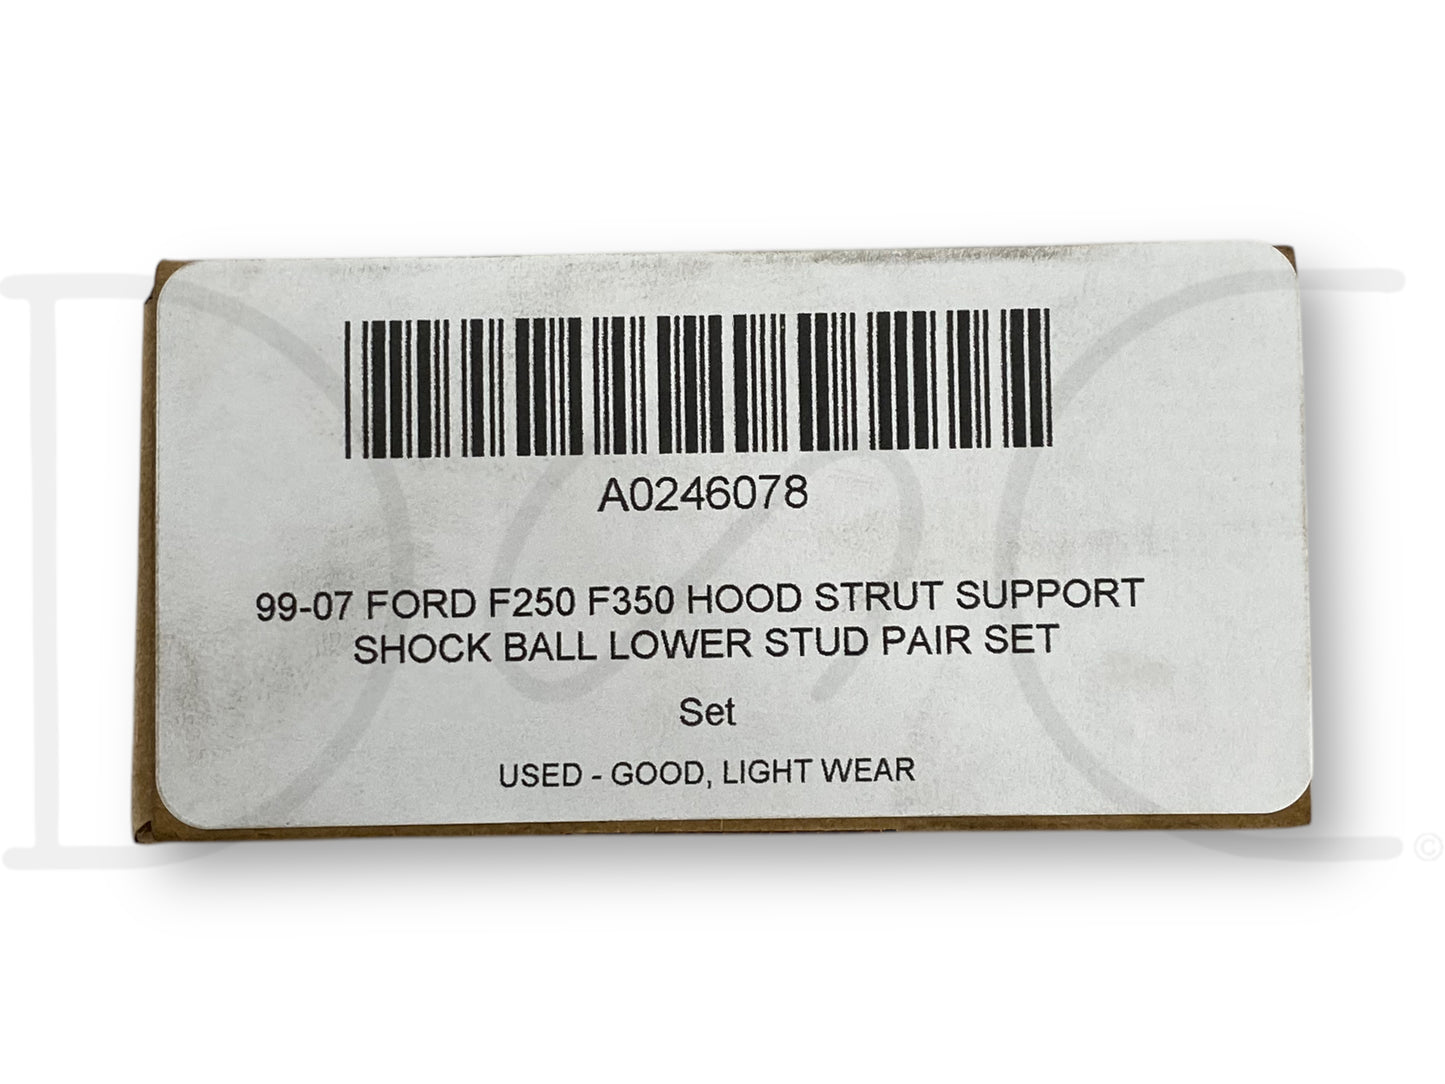 A0246078
99-07 FORD F250 F350 HOOD STRUT SUPPORT
SHOCK BALL LOWER STUD PAIR SET
Set
USED - GOOD, LIGHT WEAR
©